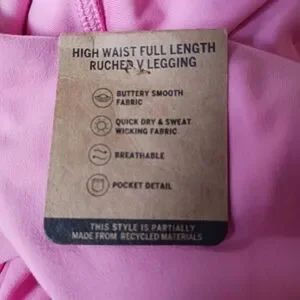 HIGH WAIST FULL LENGTH
RUCHED V LEGGING
BUTTERY SMOOTH
FABRIC
QUICK DRY & SWEAT
WICKING FABRIC
BREATHABLE
POCKET DETAIL
THIS STYLE IS PARTIALLY
MADE FROM RECYCLED MATERIALS